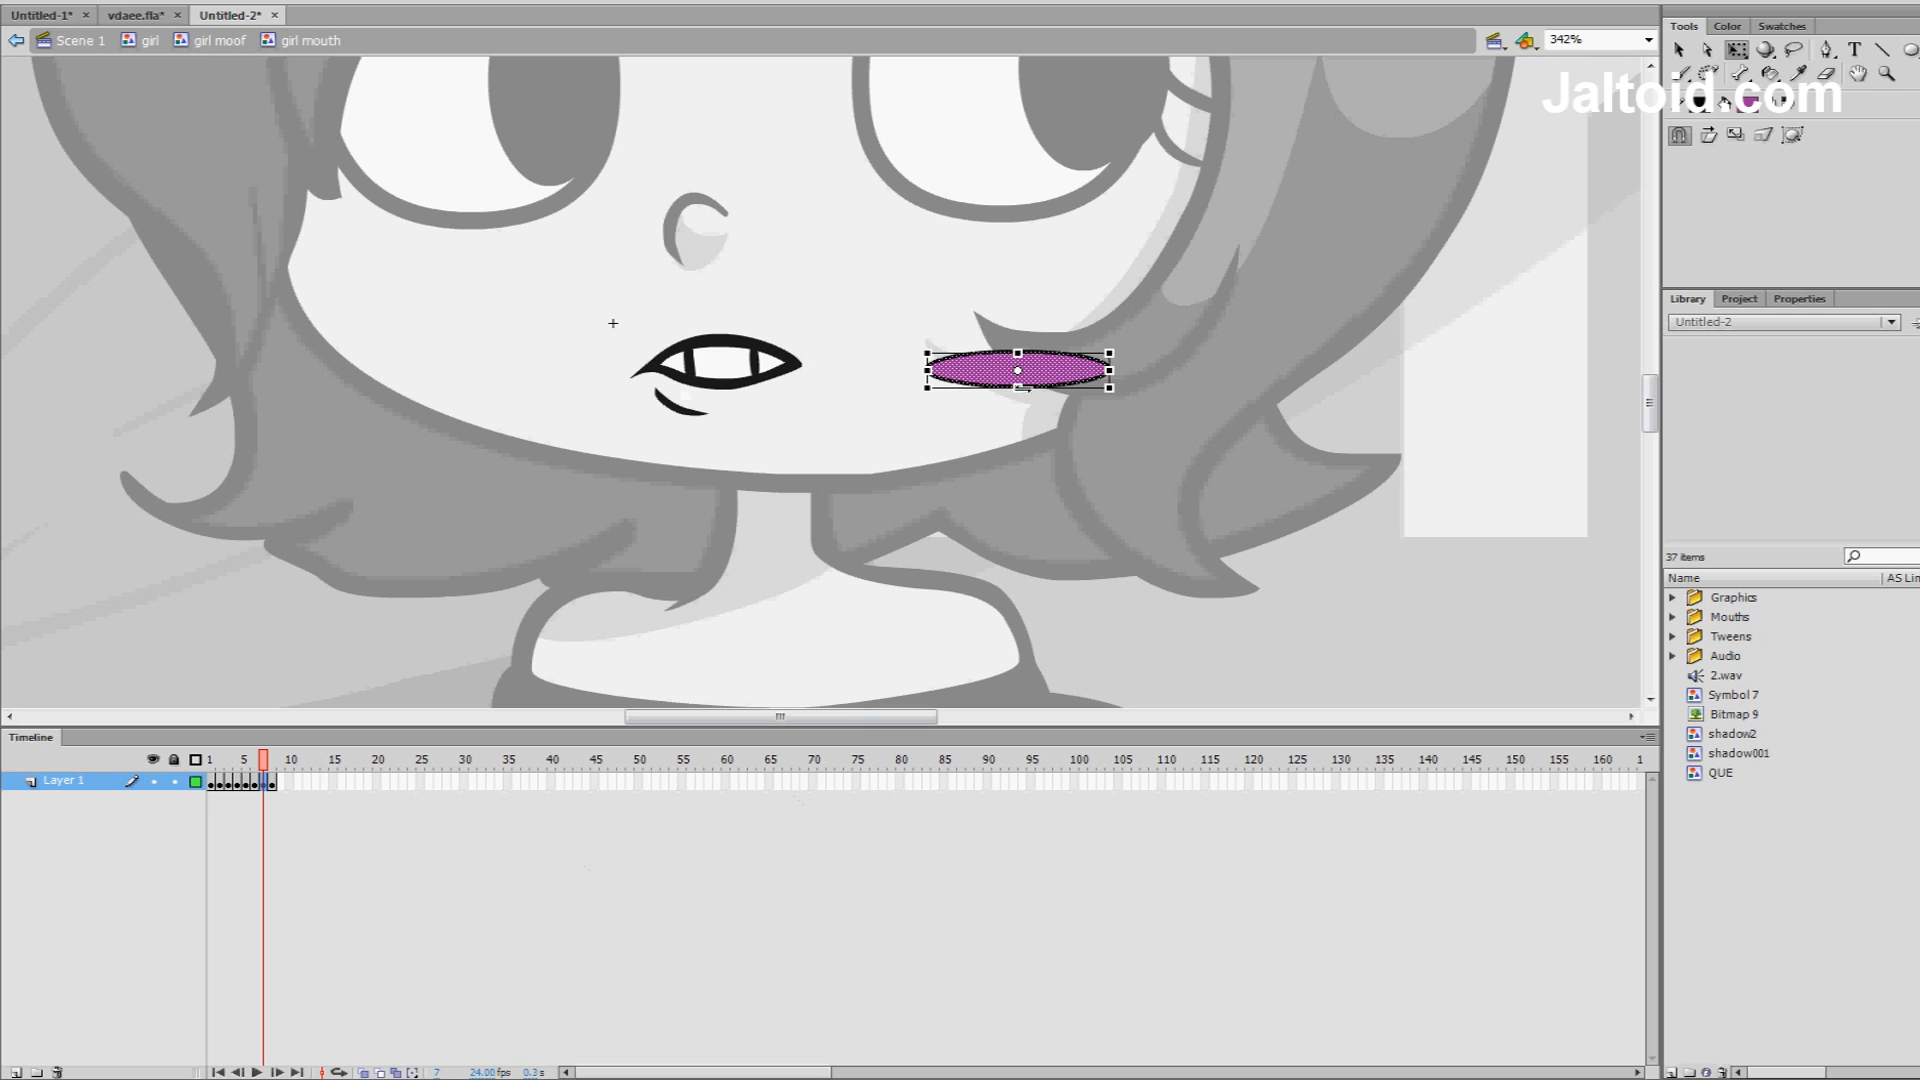 Untitled-1* vdaee.fla* Untitled-2*
Scene 1 girl girl moof girl mouth 342%
Tools Color Swatches
Jaltoid.com
Library Project Properties
Untitled-2
37 items
Name AS Lin
Graphics
Mouths
Tweens
Audio
2.wav
Symbol 7
Bitmap 9
shadow2
shadow001
QUE
Timeline
1 5 10 15 20 25 30 35 40 45 50 55 60 65 70 75 80 85 90 95 100 105 110 115 120 125 130 135 140 145 150 155 160 1
Layer 1
7 24.00 fps 0.3 s